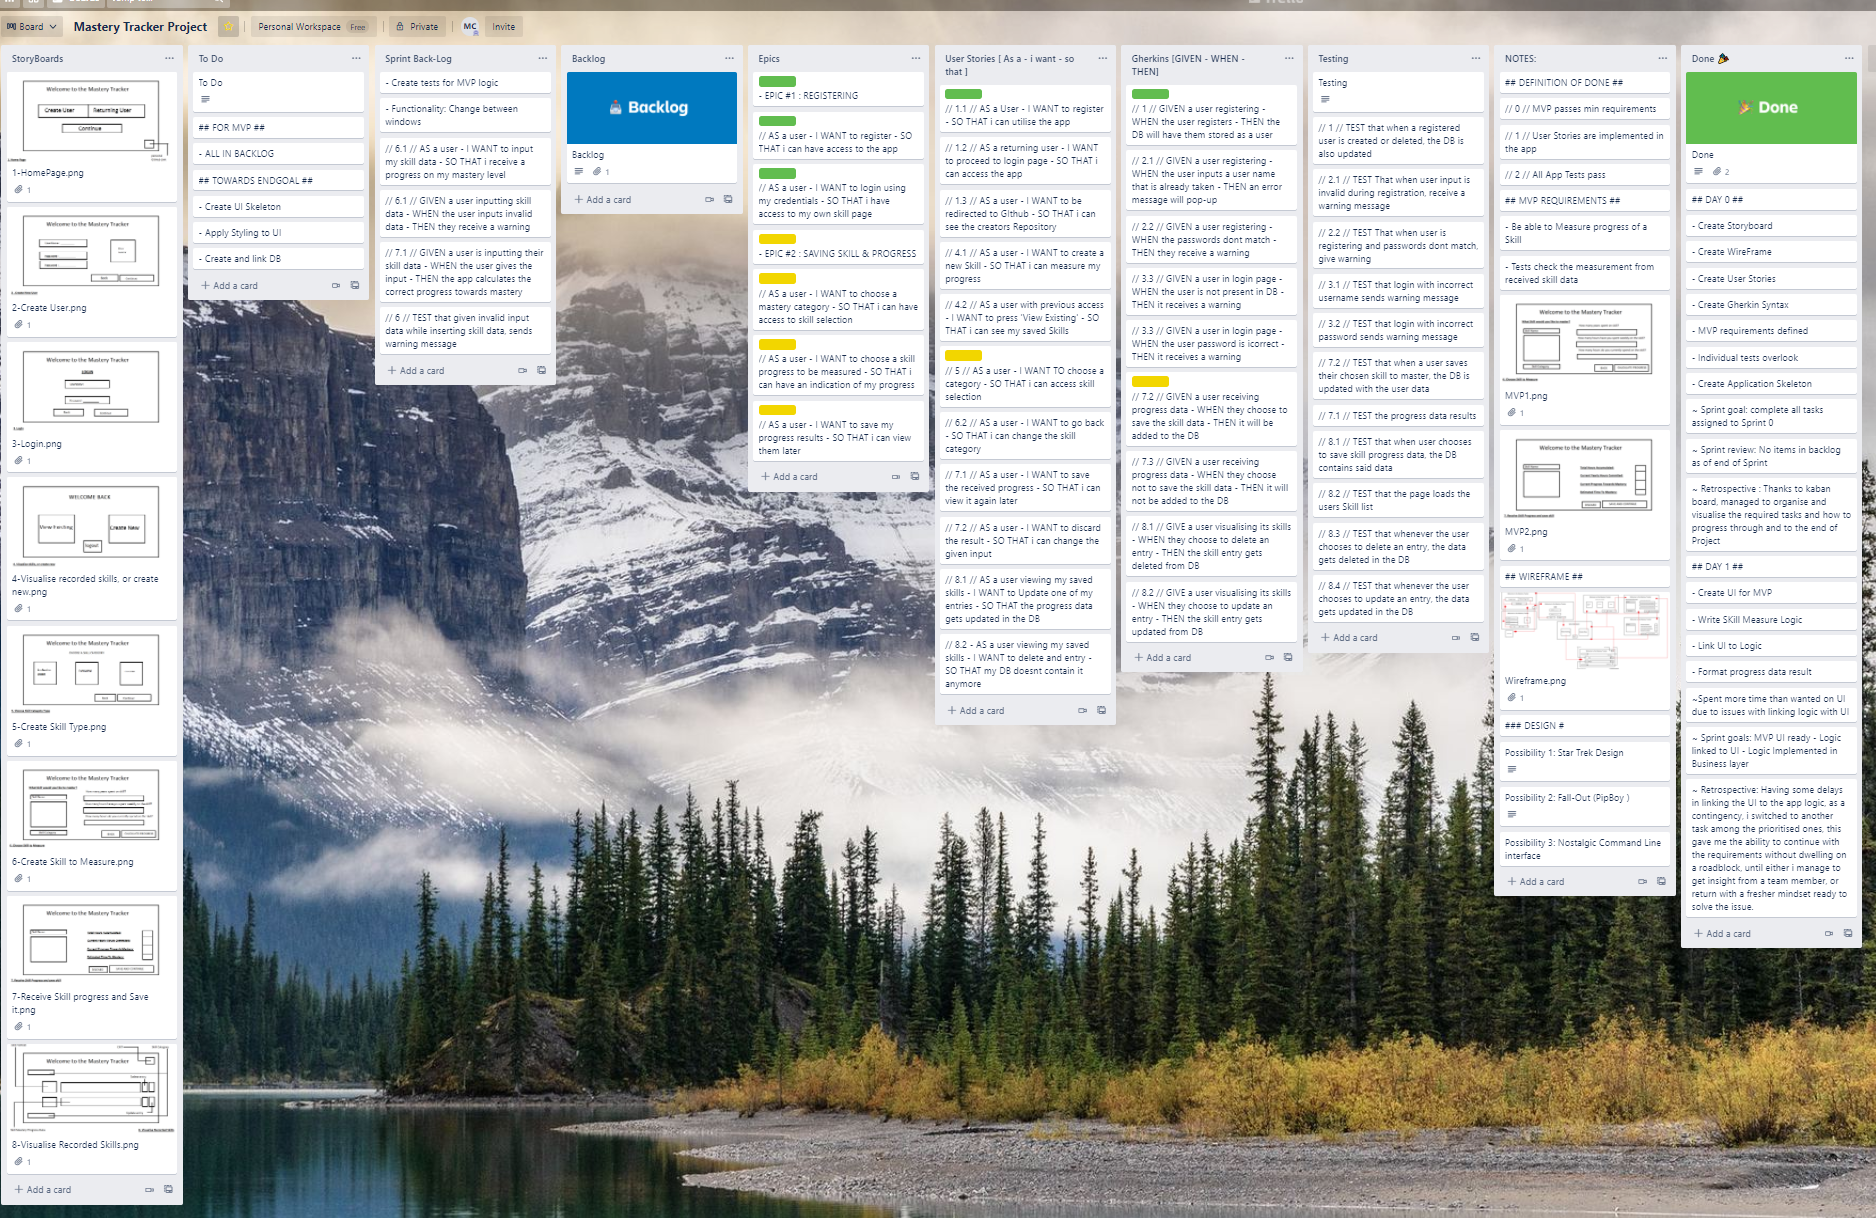 Board
Mastery Tracker Project
Personal Workspace Free
Private
MC
Invite
StoryBoards
Welcome to the Mastery Tracker
Create User
Returning User
Continue
1-HomePage.png
1
Welcome to the Mastery Tracker
2-Create User.png
1
Welcome to the Mastery Tracker
3-Login.png
1
WELCOME BACK
View Existing
Create New
logout
4-Visualise recorded skills, or create
new.png
1
Welcome to the Mastery Tracker
5-Create Skill Type.png
1
Welcome to the Mastery Tracker
6-Create Skill to Measure.png
1
Welcome to the Mastery Tracker
7-Receive Skill progress and Save
it.png
1
Welcome to the Mastery Tracker
8-Visualise Recorded Skills.png
1
+ Add a card
To Do
To Do
## FOR MVP ##
- ALL IN BACKLOG
## TOWARDS ENDGOAL ##
- Create UI Skeleton
- Apply Styling to UI
- Create and link DB
+ Add a card
Sprint Back-Log
- Create tests for MVP logic
- Functionality: Change between
windows
// 6.1 // AS a user - I WANT to input
my skill data - SO THAT i receive a
progress on my mastery level
// 6.1 // GIVEN a user inputting skill
data - WHEN the user inputs invalid
data - THEN they receive a warning
// 7.1 // GIVEN a user is inputting their
skill data - WHEN the user gives the
input - THEN the app calculates the
correct progress towards mastery
// 6 // TEST that given invalid input
data while inserting skill data, sends
warning message
+ Add a card
Backlog
Backlog
Backlog
1
+ Add a card
Epics
- EPIC #1 : REGISTERING
// AS a user - I WANT to register - SO
THAT i can have access to the app
// AS a user - I WANT to login using
my credentials - SO THAT i have
access to my own skill page
- EPIC #2 : SAVING SKILL & PROGRESS
// AS a user - I WANT to choose a
mastery category - SO THAT i can have
access to skill selection
// AS a user - I WANT to choose a skill
progress to be measured - SO THAT i
can have an indication of my progress
// AS a user - I WANT to save my
progress results - SO THAT i can view
them later
+ Add a card
User Stories [ As a - i want - so
that ]
// 1.1 // AS a User - I WANT to register
- SO THAT i can utilise the app
// 1.2 // AS a returning user - I WANT
to proceed to login page - SO THAT i
can access the app
// 1.3 // AS a user - I WANT to be
redirected to Github - SO THAT i can
see the creators Repository
// 4.1 // AS a user - I WANT to create a
new Skill - SO THAT i can measure my
progress
// 4.2 // AS a user with previous access
- I WANT to press 'View Existing' - SO
THAT i can see my saved Skills
// 5 // AS a user - I WANT TO choose a
category - SO THAT i can access skill
selection
// 6.2 // AS a user - I WANT to go back
- SO THAT i can change the skill
category
// 7.1 // AS a user - I WANT to save
the received progress - SO THAT i can
view it again later
// 7.2 // AS a user - I WANT to discard
the result - SO THAT i can change the
given input
// 8.1 // AS a user viewing my saved
skills - I WANT to Update one of my
entries - SO THAT the progress data
gets updated in the DB
// 8.2 - AS a user viewing my saved
skills - I WANT to delete and entry -
SO THAT my DB doesnt contain it
anymore
+ Add a card
Gherkins [GIVEN - WHEN -
THEN]
// 1 // GIVEN a user registering -
WHEN the user registers - THEN the
DB will have them stored as a user
// 2.1 // GIVEN a user registering -
WHEN the user inputs a user name
that is already taken - THEN an error
message will pop-up
// 2.2 // GIVEN a user registering -
WHEN the passwords dont match -
THEN they receive a warning
// 3.3 // GIVEN a user in login page -
WHEN the user is not present in DB -
THEN it receives a warning
// 3.3 // GIVEN a user in login page -
WHEN the user password is icorrect -
THEN it receives a warning
// 7.2 // GIVEN a user receiving
progress data - WHEN they choose to
save the skill data - THEN it will be
added to the DB
// 7.3 // GIVEN a user receiving
progress data - WHEN they choose
not to save the skill data - THEN it will
not be added to the DB
// 8.1 // GIVE a user visualising its skills
- WHEN they choose to delete an
entry - THEN the skill entry gets
deleted from DB
// 8.2 // GIVE a user visualising its skills
- WHEN they choose to update an
entry - THEN the skill entry gets
updated from DB
+ Add a card
Testing
Testing
// 1 // TEST that when a registered
user is created or deleted, the DB is
also updated
// 2.1 // TEST That when user input is
invalid during registration, receive a
warning message
// 2.2 // TEST That when user is
registering and passwords dont match,
give warning
// 3.1 // TEST that login with incorrect
username sends warning message
// 3.2 // TEST that login with incorrect
password sends warning message
// 7.2 // TEST that when a user saves
their chosen skill to master, the DB is
updated with the user data
// 7.1 // TEST the progress data results
// 8.1 // TEST that when user chooses
to save skill progress data, the DB
contains said data
// 8.2 // TEST that the page loads the
users Skill list
// 8.3 // TEST that whenever the user
chooses to delete an entry, the data
gets deleted in the DB
// 8.4 // TEST that whenever the user
chooses to update an entry, the data
gets updated in the DB
+ Add a card
NOTES:
## DEFINITION OF DONE ##
// 0 // MVP passes min requirements
// 1 // User Stories are implemented in
the app
// 2 // All App Tests pass
## MVP REQUIREMENTS ##
- Be able to Measure progress of a
Skill
- Tests check the measurement from
received skill data
Welcome to the Mastery Tracker
MVP1.png
1
Welcome to the Mastery Tracker
MVP2.png
1
## WIREFRAME ##
Wireframe.png
1
### DESIGN #
Possibility 1: Star Trek Design
Possibility 2: Fall-Out (PipBoy )
Possibility 3: Nostalgic Command Line
interface
+ Add a card
Done
Done
Done
2
## DAY 0 ##
- Create Storyboard
- Create WireFrame
- Create User Stories
- Create Gherkin Syntax
- MVP requirements defined
- Individual tests overlook
- Create Application Skeleton
~ Sprint goal: complete all tasks
assigned to Sprint 0
~ Sprint review: No items in backlog
as of end of Sprint
~ Retrospective : Thanks to kaban
board, managed to organise and
visualise the required tasks and how to
progress through and to the end of
Project
## DAY 1 ##
- Create UI for MVP
- Write SKill Measure Logic
- Link UI to Logic
- Format progress data result
~Spent more time than wanted on UI
due to issues with linking logic with UI
~ Sprint goals: MVP UI ready - Logic
linked to UI - Logic Implemented in
Business layer
~ Retrospective: Having some delays
in linking the UI to the app logic, as a
contingency, i switched to another
task among the prioritised ones, this
gave me the ability to continue with
the requirements without dwelling on
a roadblock, until either i manage to
get insight from a team member, or
return with a fresher mindset ready to
solve the issue.
+ Add a card